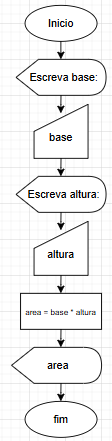 Inicio
Escreva base:
base
Escreva altura:
altura
area = base * altura
area
fim